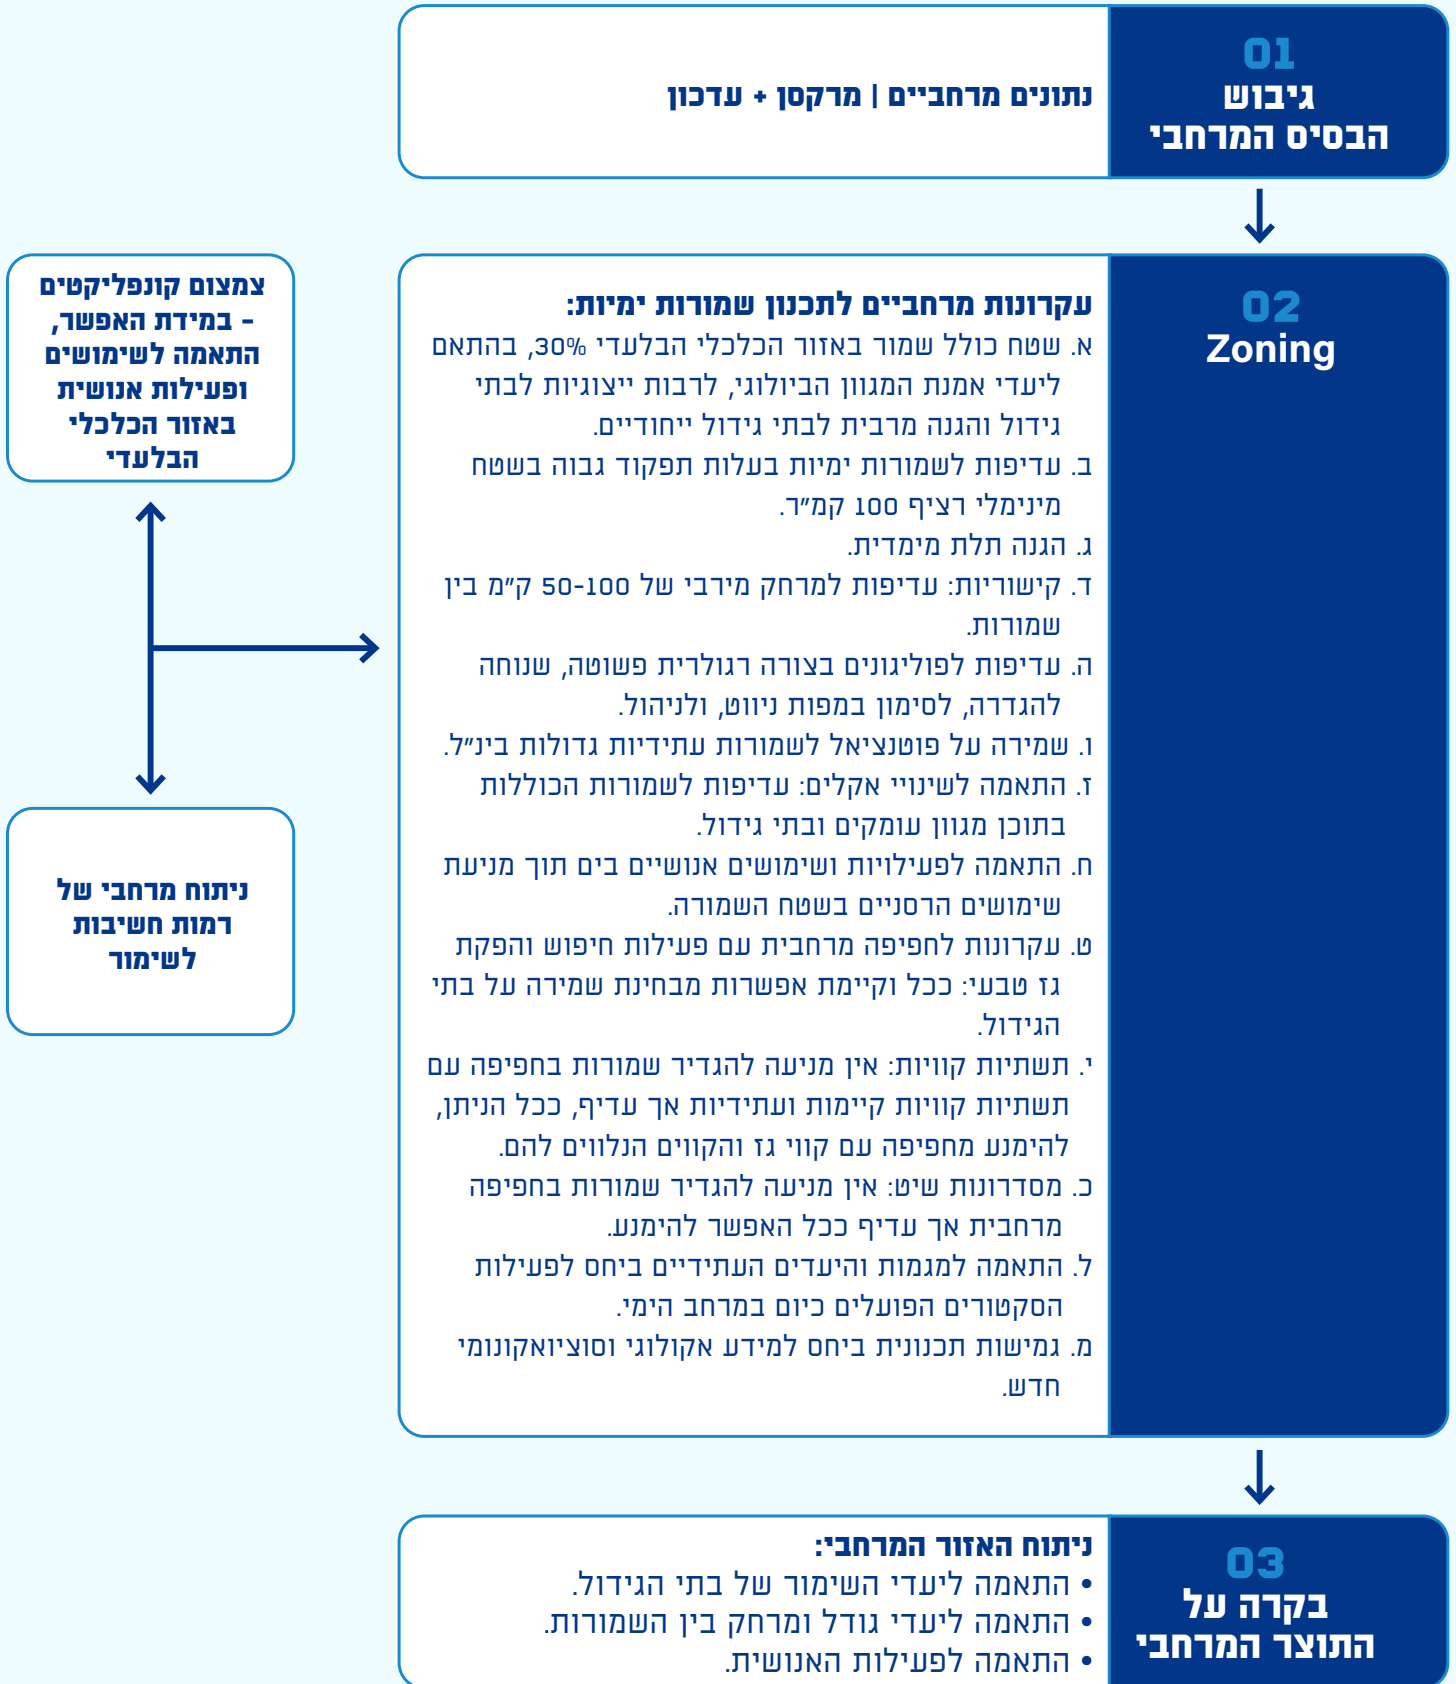 01
גיבוש
הבסיס המרחבי
נתונים מרחביים | מרקסן + עדכון
02
Zoning
עקרונות מרחביים לתכנון שמורות ימיות:
א. שטח כולל שמור באזור הכלכלי הבלעדי 30%, בהתאם
ליעדי אמנת המגוון הביולוגי, לרבות ייצוגיות לבתי
גידול והגנה מרבית לבתי גידול ייחודיים.
ב. עדיפות לשמורות ימיות בעלות תפקוד גבוה בשטח
מינימלי רציף 100 קמ״ר.
ג. הגנה תלת מימדית.
ד. קישוריות: עדיפות למרחק מירבי של 50-100 ק״מ בין
שמורות.
ה. עדיפות לפוליגונים בצורה רגולרית פשוטה, שנוחה
להגדרה, לסימון במפות ניווט, ולניהול.
ו. שמירה על פוטנציאל לשמורות עתידיות גדולות בינ״ל.
ז. התאמה לשינויי אקלים: עדיפות לשמורות הכוללות
בתוכן מגוון עומקים ובתי גידול.
ח. התאמה לפעילויות ושימושים אנושיים בים תוך מניעת
שימושים הרסניים בשטח השמורה.
ט. עקרונות לחפיפה מרחבית עם פעילות חיפוש והפקת
גז טבעי: ככל וקיימת אפשרות מבחינת שמירה על בתי
הגידול.
י. תשתיות קוויות: אין מניעה להגדיר שמורות בחפיפה עם
תשתיות קוויות קיימות ועתידיות אך עדיף, ככל הניתן,
להימנע מחפיפה עם קווי גז והקווים הנלווים להם.
כ. מסדרונות שיט: אין מניעה להגדיר שמורות בחפיפה
מרחבית אך עדיף ככל האפשר להימנע.
ל. התאמה למגמות והיעדים העתידיים ביחס לפעילות
הסקטורים הפועלים כיום במרחב הימי.
מ. גמישות תכנונית ביחס למידע אקולוגי וסוציואקונומי
חדש.
צמצום קונפליקטים
- במידת האפשר,
התאמה לשימושים
ופעילות אנושית
באזור הכלכלי
הבלעדי
ניתוח מרחבי של
רמות חשיבות
לשימור
03
בקרה על
התוצר המרחבי
ניתוח האזור המרחבי:
• התאמה ליעדי השימור של בתי הגידול.
• התאמה ליעדי גודל ומרחק בין השמורות.
• התאמה לפעילות האנושית.